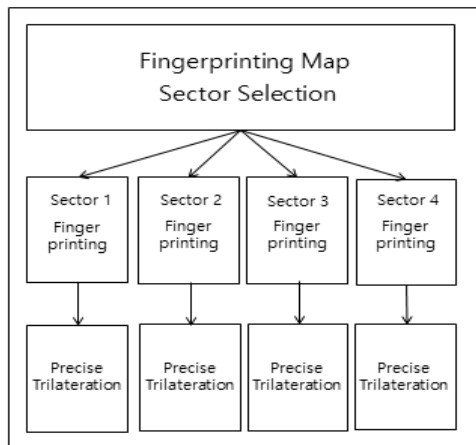 Fingerprinting Map
Sector Selection
Sector 1
Finger
printing
Sector 2
Finger
printing
Sector 3
Finger
printing
Sector 4
Finger
printing
Precise
Trilateration
Precise
Trilateration
Precise
Trilateration
Precise
Trilateration